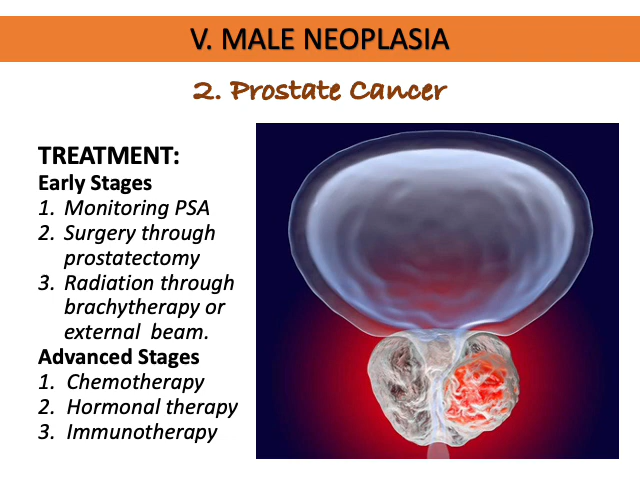 V. MALE NEOPLASIA
2. Prostate Cancer
TREATMENT:
Early Stages
1. Monitoring PSA
2. Surgery through
prostatectomy
3. Radiation through
brachytherapy or
external beam.
Advanced Stages
1. Chemotherapy
2. Hormonal therapy
3. Immunotherapy